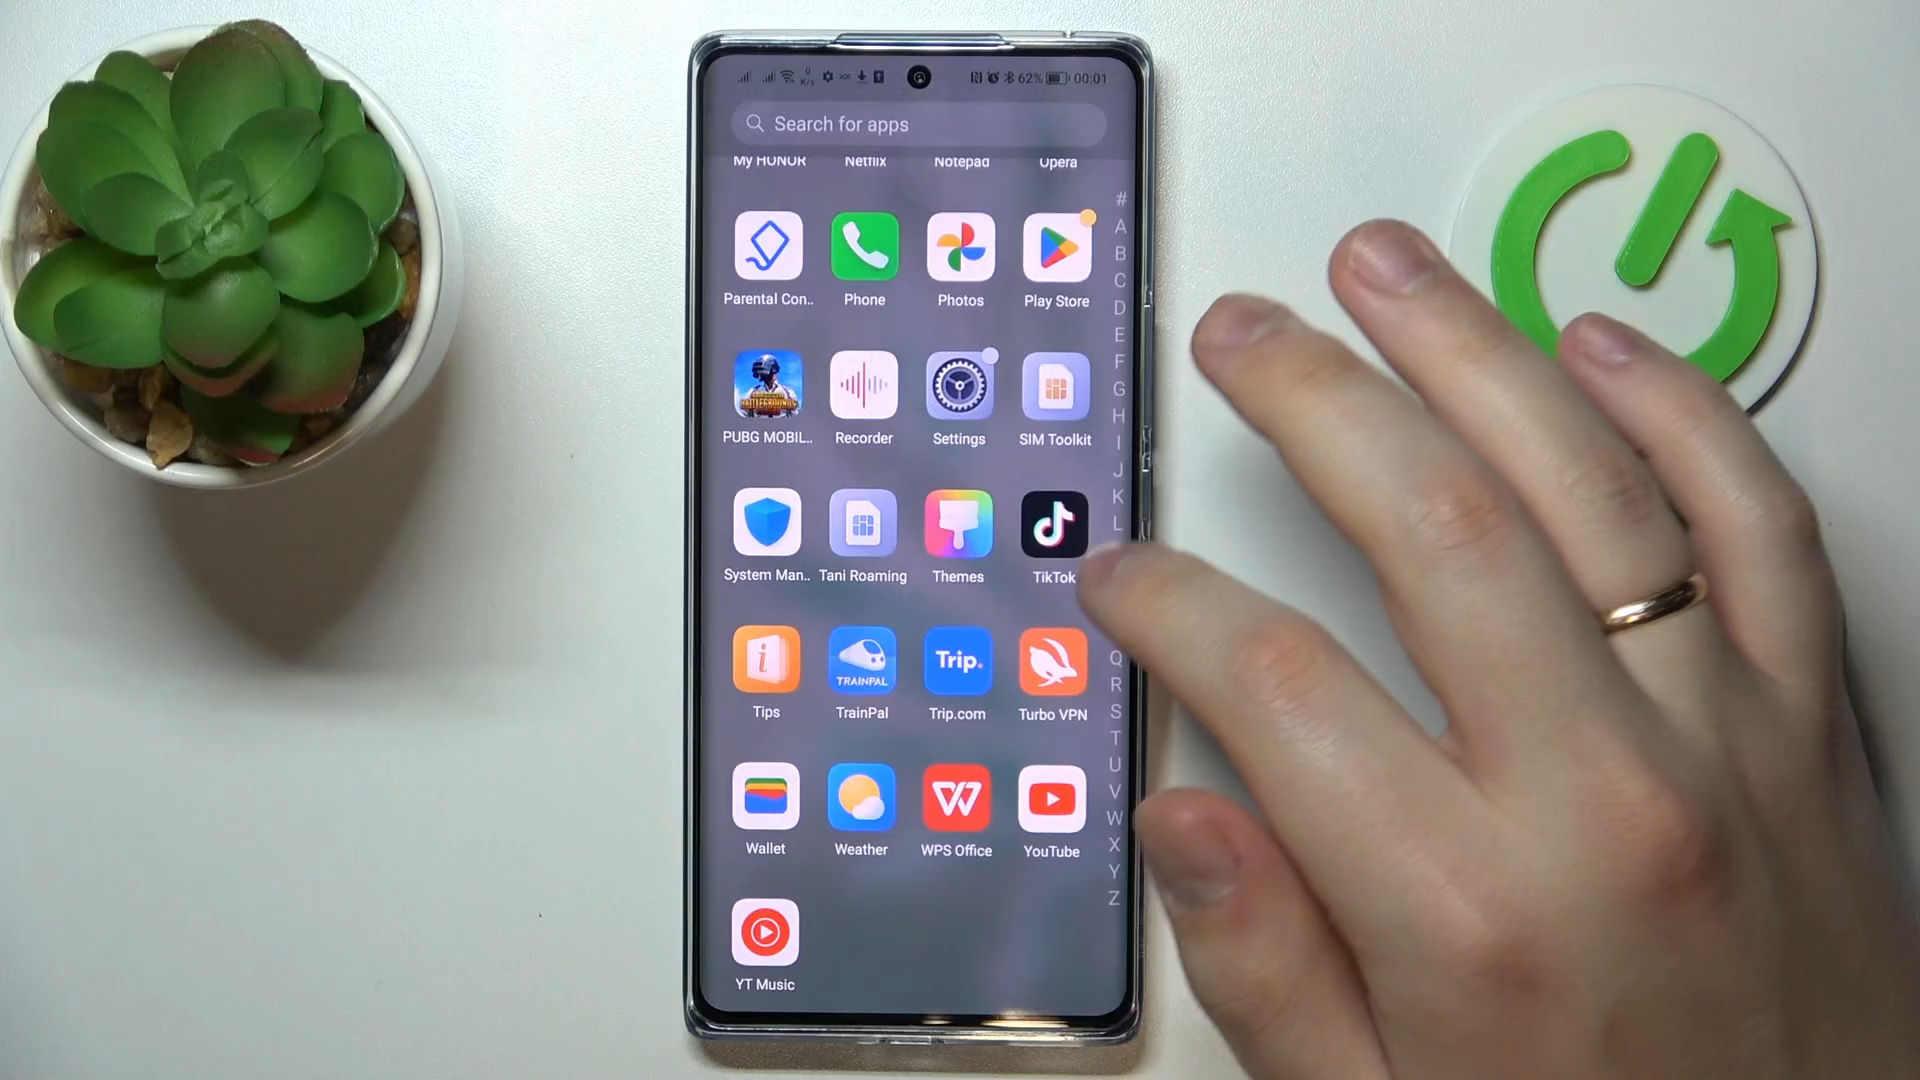 0 K/s 62% 00:01
Search for apps
My HONOR Netflix Notepad Opera
Parental Con.. Phone Photos Play Store
PUBG MOBIL.. Recorder Settings SIM Toolkit
BATTLEGROUNDS
System Man.. Tani Roaming Themes TikTok
TRAINPAL Trip.
Tips TrainPal Trip.com Turbo VPN
W
Wallet Weather WPS Office YouTube
YT Music
#
A
B
C
D
E
F
G
H
I
J
K
L
Q
R
S
T
U
V
W
X
Y
Z